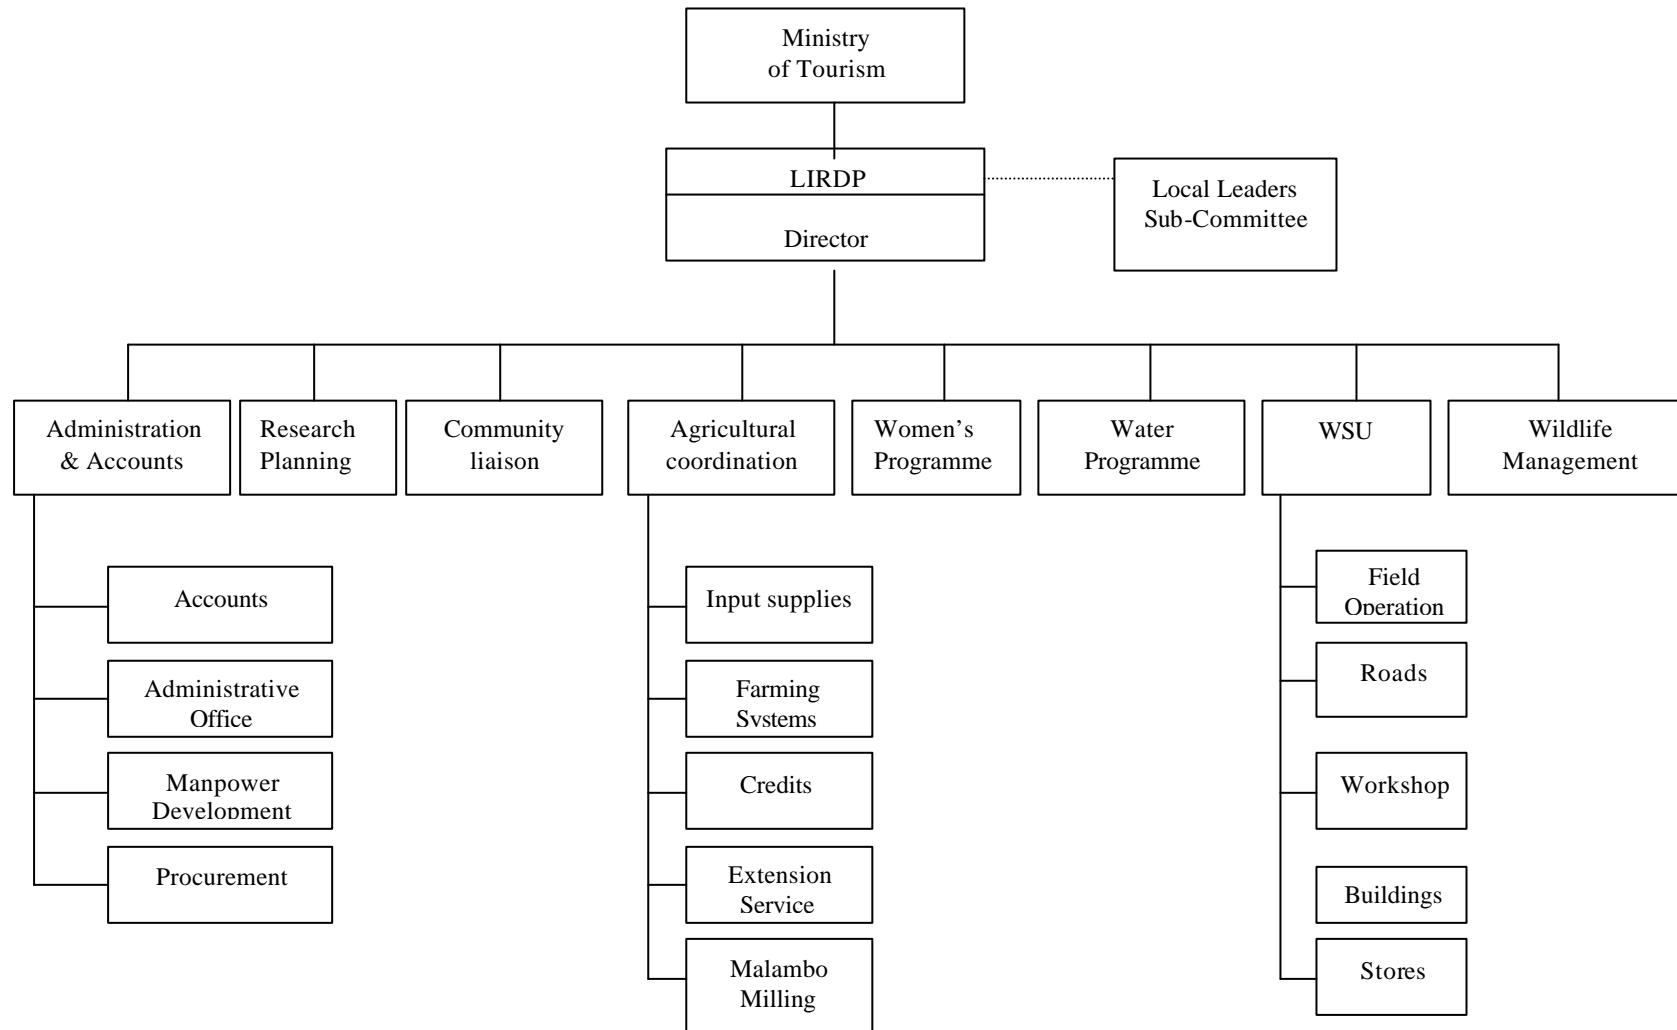 Ministry
of Tourism
LIRDP
Director
Local Leaders
Sub-Committee
Administration
& Accounts
Research
Planning
Community
liaison
Agricultural
coordination
Women’s
Programme
Water
Programme
WSU
Wildlife
Management
Accounts
Administrative
Office
Manpower
Development
Procurement
Input supplies
Farming
Systems
Credits
Extension
Service
Malambo
Milling
Field
Operation
Roads
Workshop
Buildings
Stores